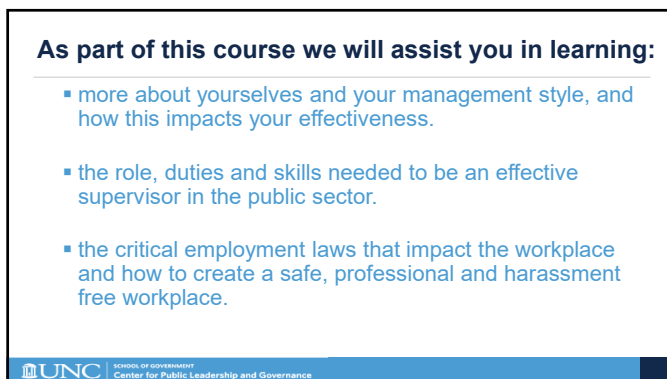 As part of this course we will assist you in learning:
▪ more about yourselves and your management style, and
how this impacts your effectiveness.
▪ the role, duties and skills needed to be an effective
supervisor in the public sector.
▪ the critical employment laws that impact the workplace
and how to create a safe, professional and harassment
free workplace.
UNC SCHOOL OF GOVERNMENT
Center for Public Leadership and Governance